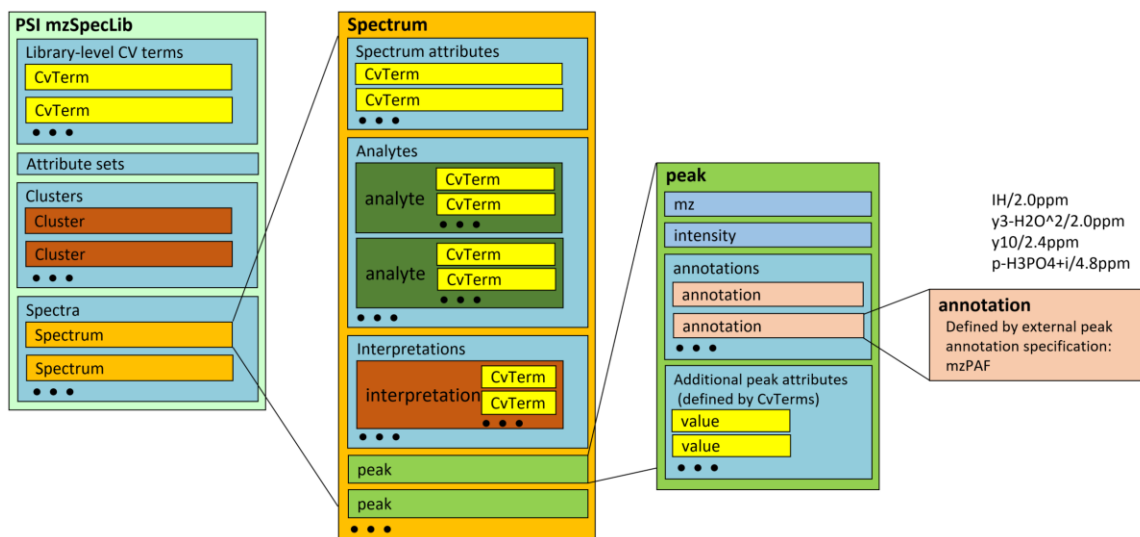 PSI mzSpecLib
Library-level CV terms
CvTerm
CvTerm
Attribute sets
Clusters
Cluster
Cluster
Spectra
Spectrum
Spectrum
Spectrum
Spectrum attributes
CvTerm
CvTerm
Analytes
analyte
CvTerm
CvTerm
analyte
CvTerm
CvTerm
Interpretations
interpretation
CvTerm
CvTerm
peak
peak
peak
mz
intensity
annotations
annotation
annotation
Additional peak attributes
(defined by CvTerms)
value
value
IH/2.0ppm
y3-H2O^2/2.0ppm
y10/2.4ppm
p-H3PO4+i/4.8ppm
annotation
Defined by external peak
annotation specification:
mzPAF